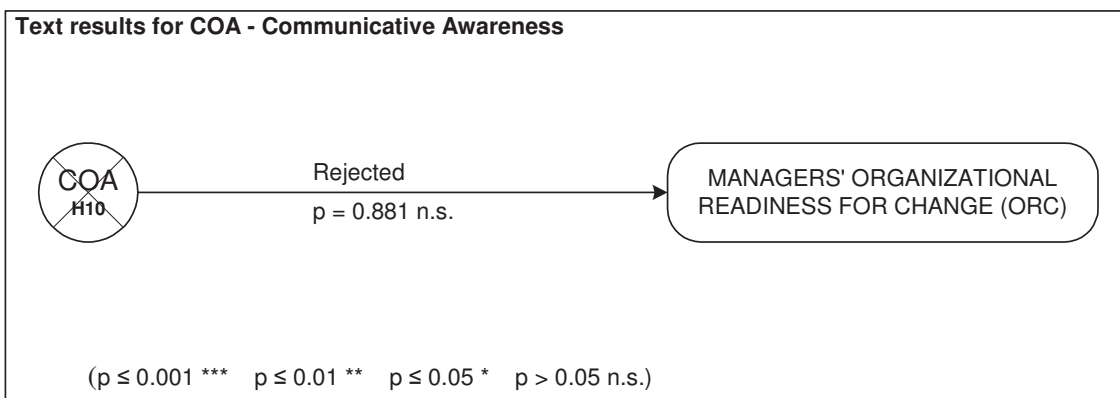 Text results for COA - Communicative Awareness
COA
H10
Rejected
p = 0.881 n.s.
MANAGERS' ORGANIZATIONAL
READINESS FOR CHANGE (ORC)
(p ≤ 0.001 *** p ≤ 0.01 ** p ≤ 0.05 * p > 0.05 n.s.)